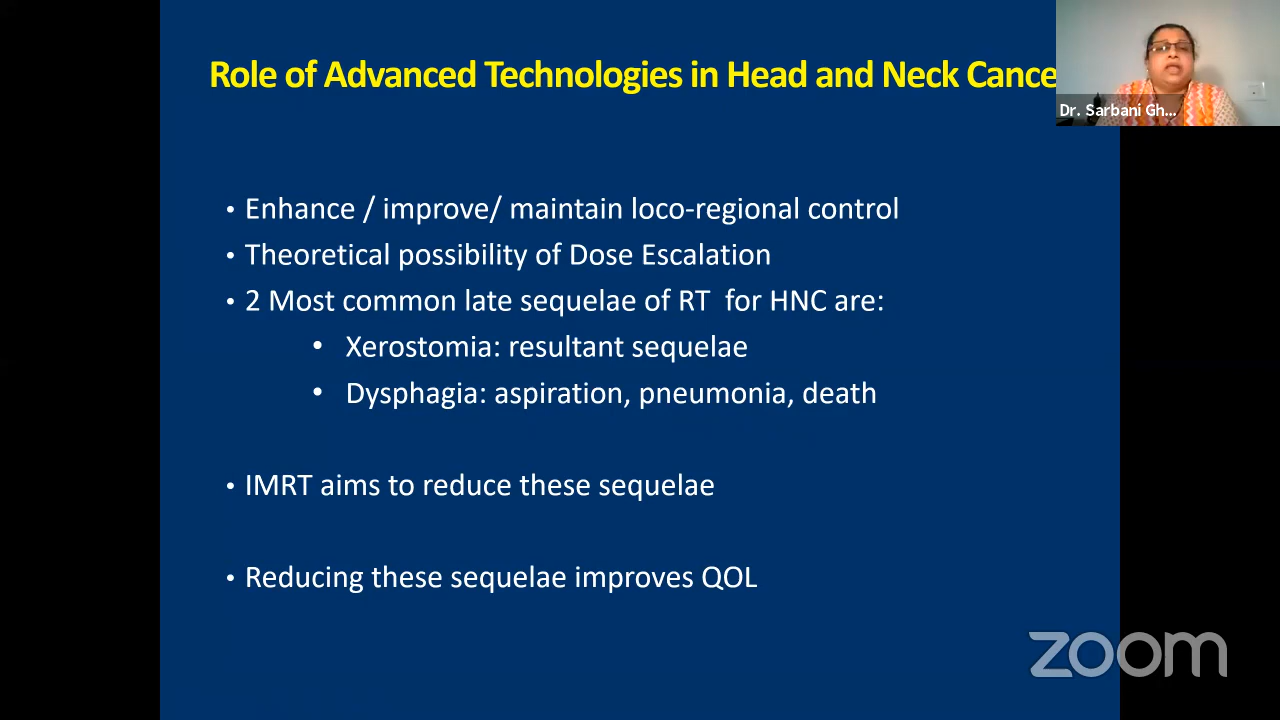 Role of Advanced Technologies in Head and Neck Cance
Dr. Sarbani Gh...
• Enhance / improve/ maintain loco-regional control
• Theoretical possibility of Dose Escalation
• 2 Most common late sequelae of RT for HNC are:
• Xerostomia: resultant sequelae
• Dysphagia: aspiration, pneumonia, death
• IMRT aims to reduce these sequelae
• Reducing these sequelae improves QOL
zoom